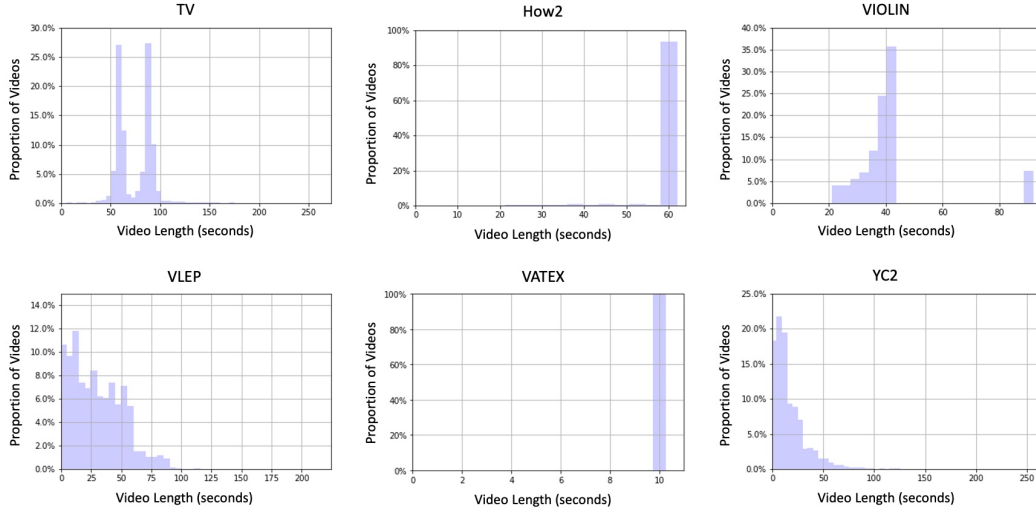 TV
30.0%
25.0%
20.0%
15.0%
10.0%
5.0%
0.0%
0 50 100 150 200 250
Proportion of Videos
Video Length (seconds)
How2
100%
80%
60%
40%
20%
0%
0 10 20 30 40 50 60
Proportion of Videos
Video Length (seconds)
VIOLIN
40.0%
35.0%
30.0%
25.0%
20.0%
15.0%
10.0%
5.0%
0.0%
0 20 40 60 80
Proportion of Videos
Video Length (seconds)
VLEP
14.0%
12.0%
10.0%
8.0%
6.0%
4.0%
2.0%
0.0%
0 25 50 75 100 125 150 175 200
Proportion of Videos
Video Length (seconds)
VATEX
100%
80%
60%
40%
20%
0%
0 2 4 6 8 10
Proportion of Videos
Video Length (seconds)
YC2
25.0%
20.0%
15.0%
10.0%
5.0%
0.0%
0 50 100 150 200 250
Proportion of Videos
Video Length (seconds)